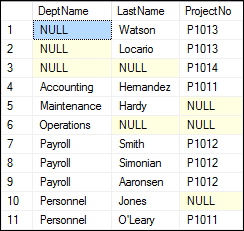 DeptName LastName ProjectNo
1 NULL Watson P1013
2 NULL Locario P1013
3 NULL NULL P1014
4 Accounting Hernandez P1011
5 Maintenance Hardy NULL
6 Operations NULL NULL
7 Payroll Smith P1012
8 Payroll Simonian P1012
9 Payroll Aaronsen P1012
10 Personnel Jones NULL
11 Personnel O'Leary P1011